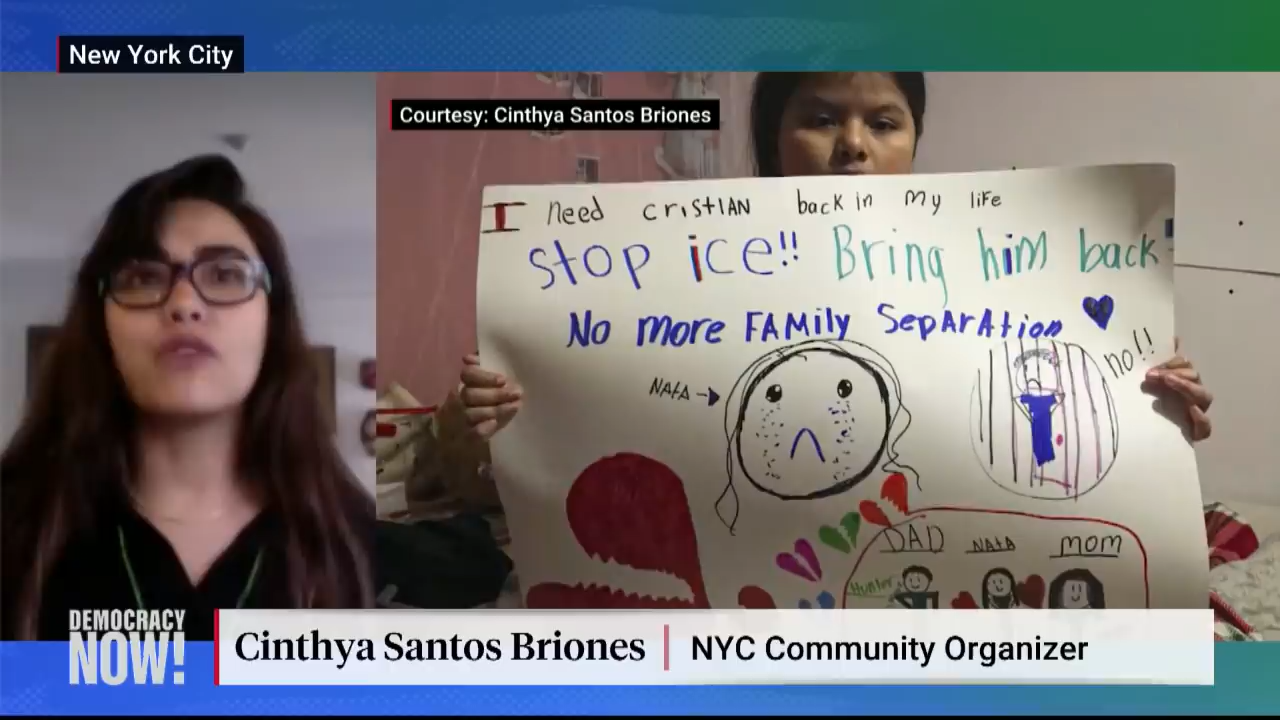 New York City
Courtesy: Cinthya Santos Briones
I need cristIAN back in my life
stop ice!! Bring him back
No more FAMily SepArAtion
no!!
NAtA
DAD NAtA mom
Hunter
DEMOCRACY
NOW!
Cinthya Santos Briones | NYC Community Organizer